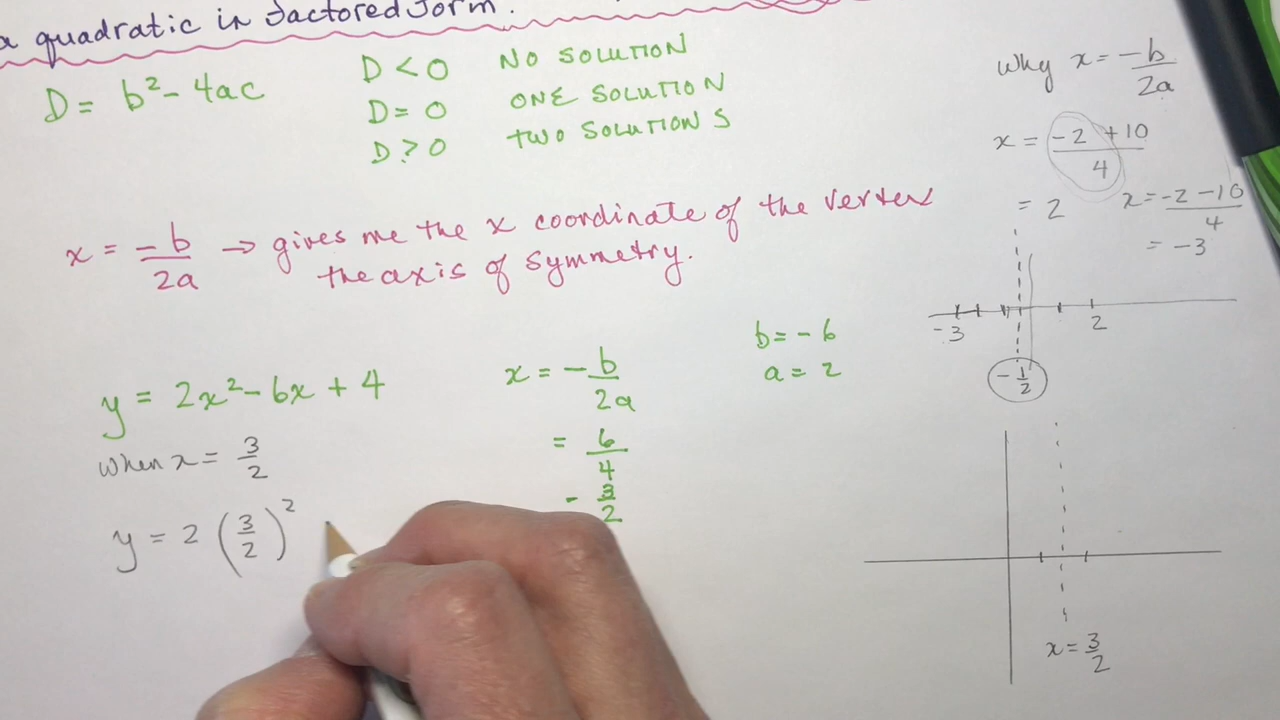 a quadratic in factored form.
D = b² - 4ac
D < 0 NO SOLUTION
D = 0 ONE SOLUTION
D > 0 TWO SOLUTIONS
x = -b/2a → gives me the x coordinate of the vertex
the axis of symmetry.
y = 2x² - 6x + 4
when x = 3/2
y = 2 (3/2)²
x = -b/2a
= 6/4
- 3/2
b = - 6
a = 2
Why x = -b/2a
x = -2 +10/4
= 2
x = -2 -10/4
= -3
-3 2
-1/2
x = 3/2